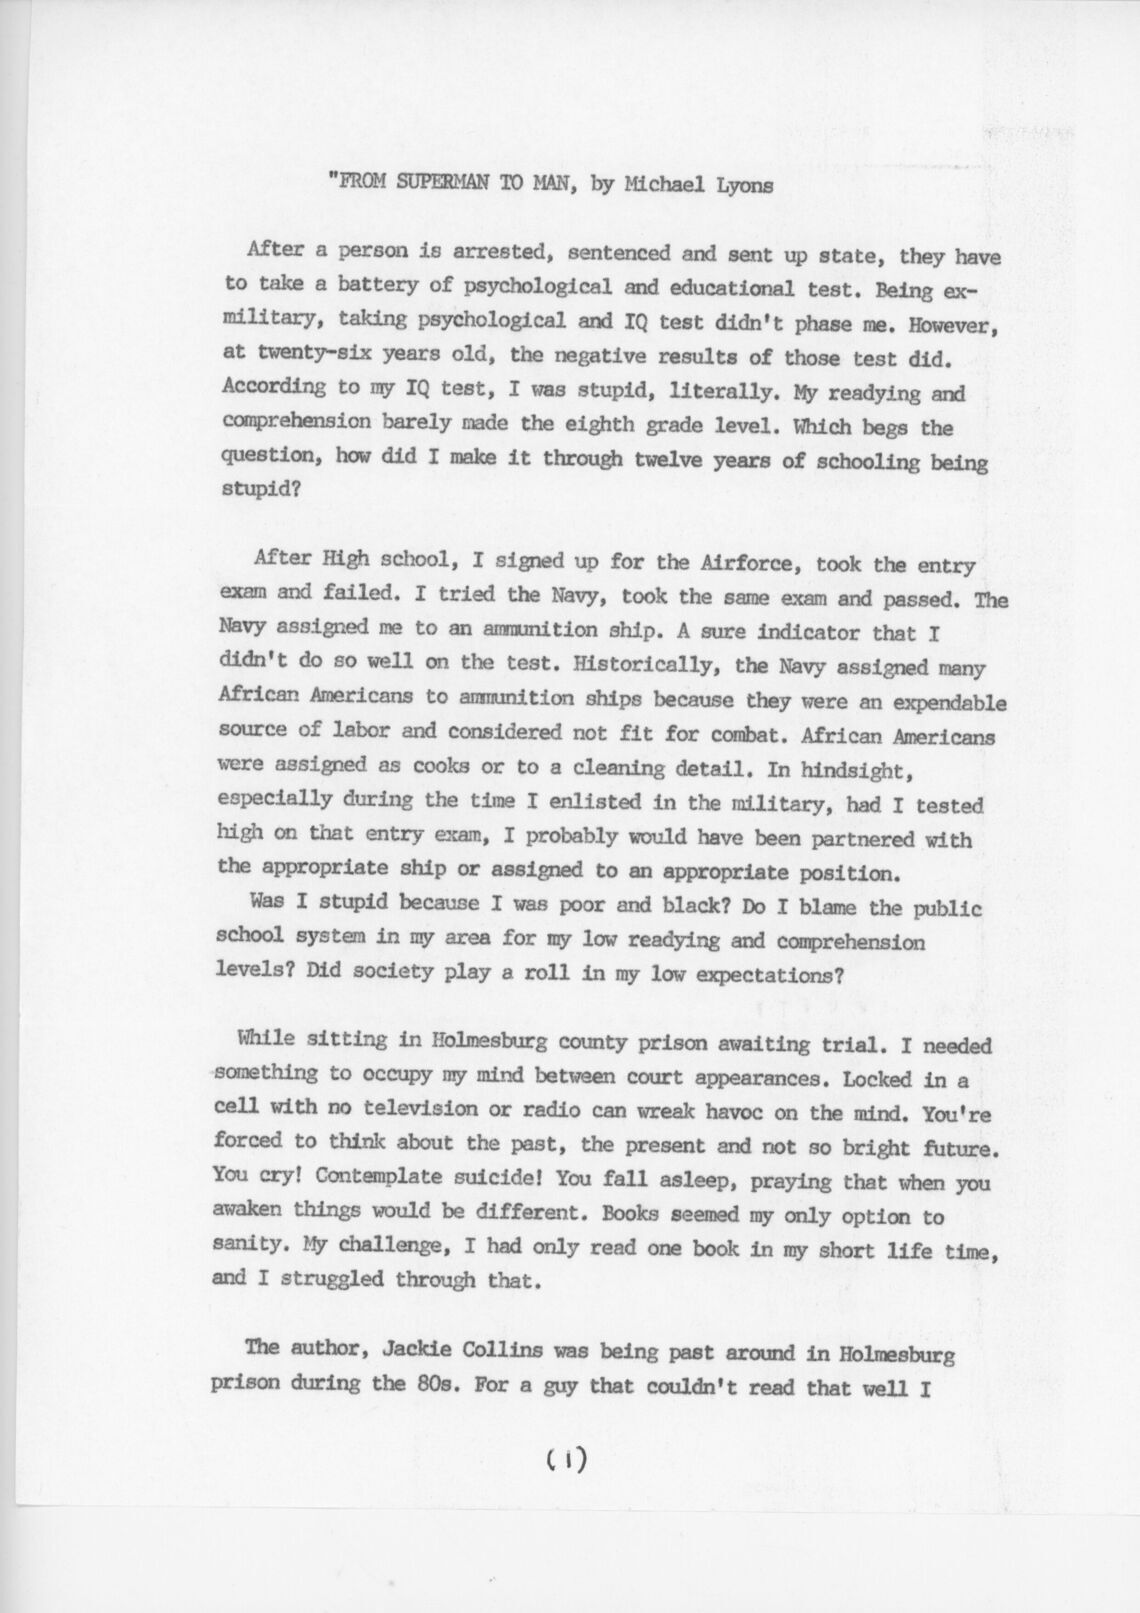 "FROM SUPERMAN TO MAN, by Michael Lyons
After a person is arrested, sentenced and sent up state, they have
to take a battery of psychological and educational test. Being ex-
military, taking psychological and IQ test didn't phase me. However,
at twenty-six years old, the negative results of those test did.
According to my IQ test, I was stupid, literally. My readying and
comprehension barely made the eighth grade level. Which begs the
question, how did I make it through twelve years of schooling being
stupid?
After High school, I signed up for the Airforce, took the entry
exam and failed. I tried the Navy, took the same exam and passed. The
Navy assigned me to an ammunition ship. A sure indicator that I
didn't do so well on the test. Historically, the Navy assigned many
African Americans to ammunition ships because they were an expendable
source of labor and considered not fit for combat. African Americans
were assigned as cooks or to a cleaning detail. In hindsight,
especially during the time I enlisted in the military, had I tested
high on that entry exam, I probably would have been partnered with
the appropriate ship or assigned to an appropriate position.
Was I stupid because I was poor and black? Do I blame the public
school system in my area for my low readying and comprehension
levels? Did society play a roll in my low expectations?
While sitting in Holmesburg county prison awaiting trial. I needed
something to occupy my mind between court appearances. Locked in a
cell with no television or radio can wreak havoc on the mind. You're
forced to think about the past, the present and not so bright future.
You cry! Contemplate suicide! You fall asleep, praying that when you
awaken things would be different. Books seemed my only option to
sanity. My challenge, I had only read one book in my short life time,
and I struggled through that.
The author, Jackie Collins was being past around in Holmesburg
prison during the 80s. For a guy that couldn't read that well I
(1)